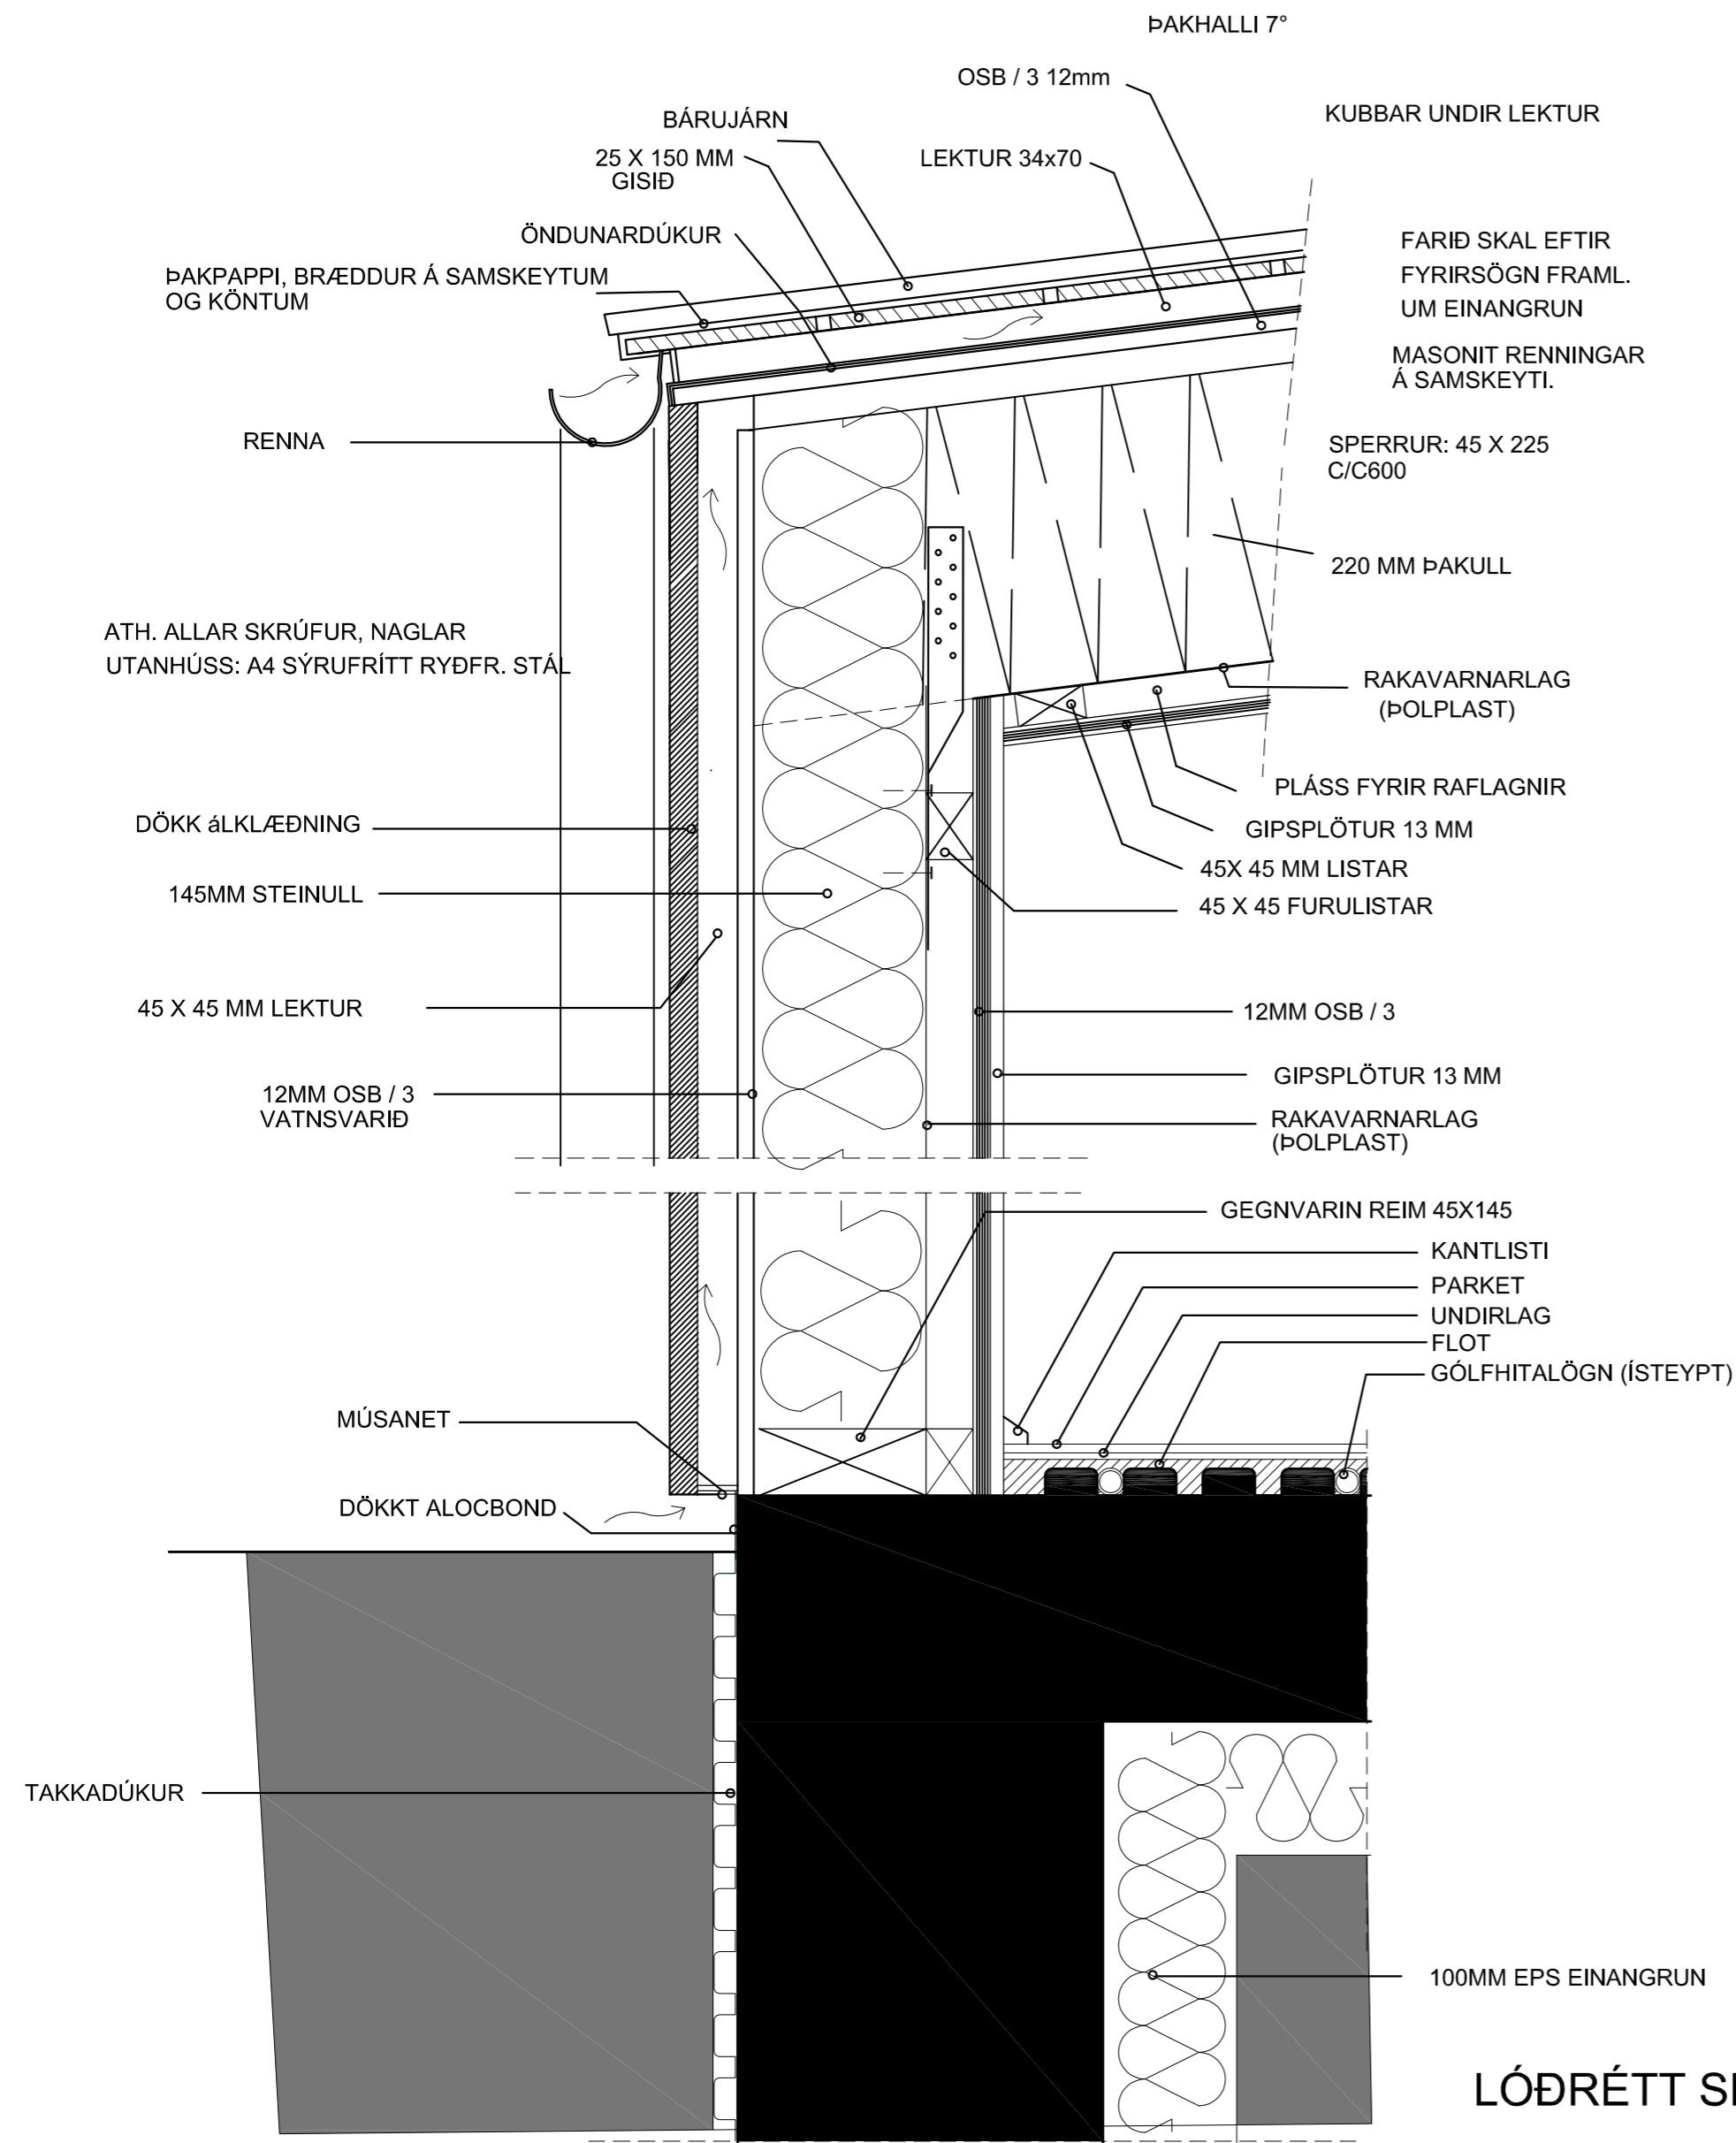 ÞAKHALLI 7°
OSB / 3 12mm
KUBBAR UNDIR LEKTUR
BÁRUJÁRN
25 X 150 MM
GISIÐ
LEKTUR 34x70
ÖNDUNARDÚKUR
FARIÐ SKAL EFTIR
FYRIRSÖGN FRAML.
UM EINANGRUN
ÞAKPAPPI, BRÆDDUR Á SAMSKEYTUM
OG KÖNTUM
MASONIT RENNINGAR
Á SAMSKEYTI.
RENNA
SPERRUR: 45 X 225
C/C600
220 MM ÞAKULL
ATH. ALLAR SKRÚFUR, NAGLAR
UTANHÚSS: A4 SÝRUFRÍTT RYÐFR. STÁL
RAKAVARNARLAG
(ÞOLPLAST)
PLÁSS FYRIR RAFLAGNIR
DÖKK áLKLÆÐNING
GIPSPLÖTUR 13 MM
45X 45 MM LISTAR
145MM STEINULL
45 X 45 FURULISTAR
45 X 45 MM LEKTUR
12MM OSB / 3
GIPSPLÖTUR 13 MM
12MM OSB / 3
VATNSVARIÐ
RAKAVARNARLAG
(ÞOLPLAST)
GEGNVARIN REIM 45X145
KANTLISTI
PARKET
UNDIRLAG
FLOT
GÓLFHITALÖGN (ÍSTEYPT)
MÚSANET
DÖKKT ALOCBOND
TAKKADÚKUR
100MM EPS EINANGRUN
LÓÐRÉTT